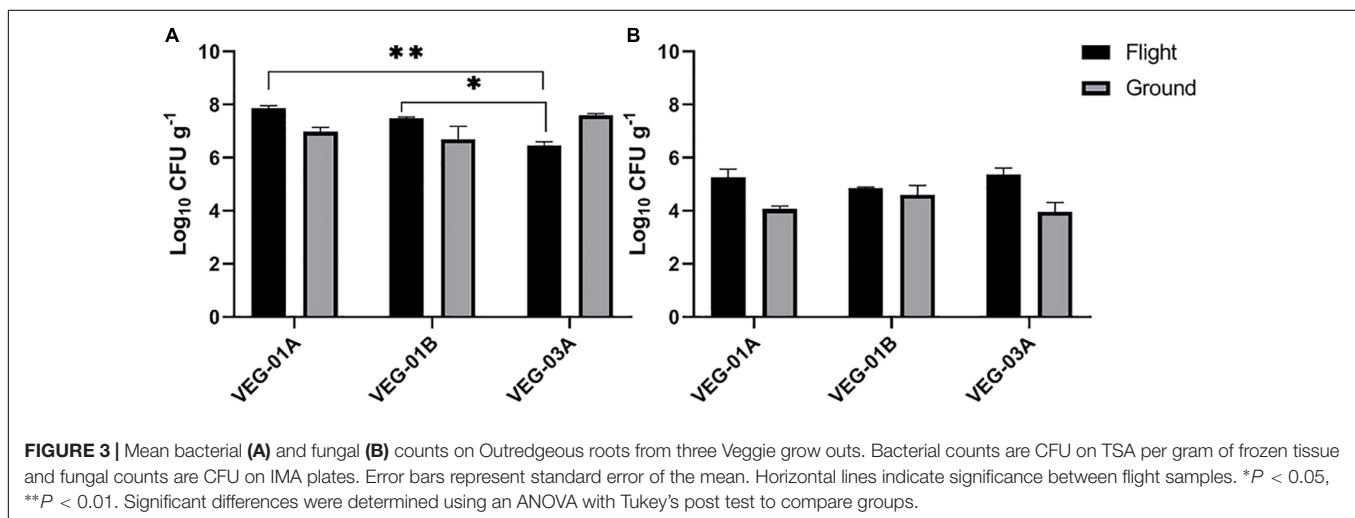 A
B
**
*
Flight
Ground
Log10 CFU g-1
10
8
6
4
2
0
VEG-01A
VEG-01B
VEG-03A
Log10 CFU g-1
10
8
6
4
2
0
VEG-01A
VEG-01B
VEG-03A
FIGURE 3 | Mean bacterial (A) and fungal (B) counts on Outredgeous roots from three Veggie grow outs. Bacterial counts are CFU on TSA per gram of frozen tissue
and fungal counts are CFU on IMA plates. Error bars represent standard error of the mean. Horizontal lines indicate significance between flight samples. *P < 0.05,
**P < 0.01. Significant differences were determined using an ANOVA with Tukey's post test to compare groups.